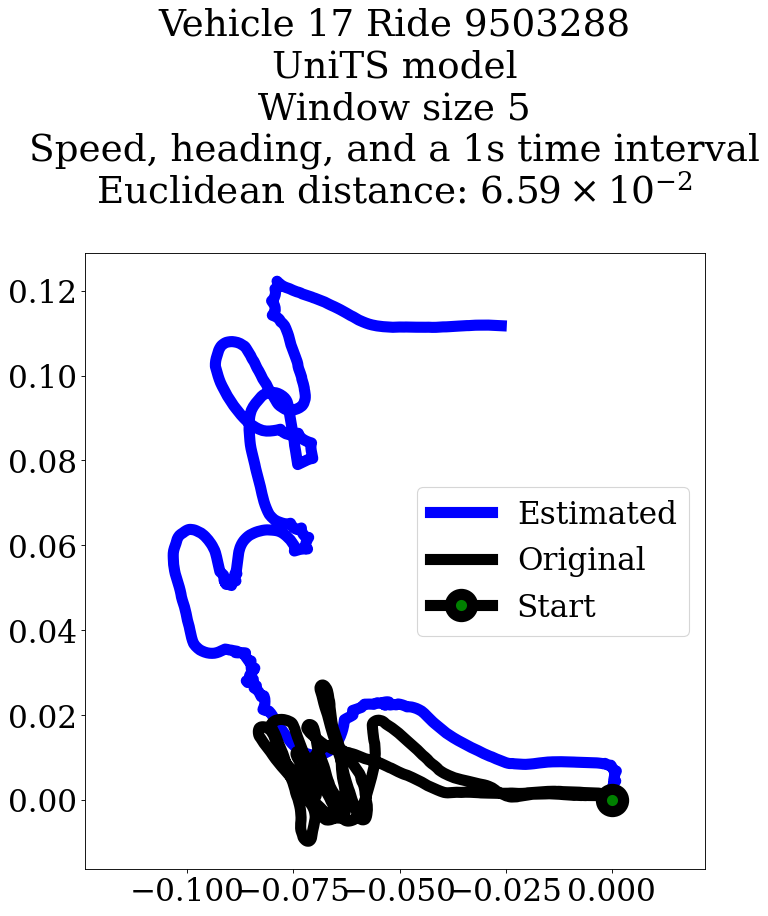 Vehicle 17 Ride 9503288
UniTS model
Window size 5
Speed, heading, and a 1s time interval
Euclidean distance: 6.59 × 10⁻²
0.12
0.10
0.08
0.06
0.04
0.02
0.00
Estimated
Original
Start
−0.100 −0.075 −0.050 −0.025 0.000